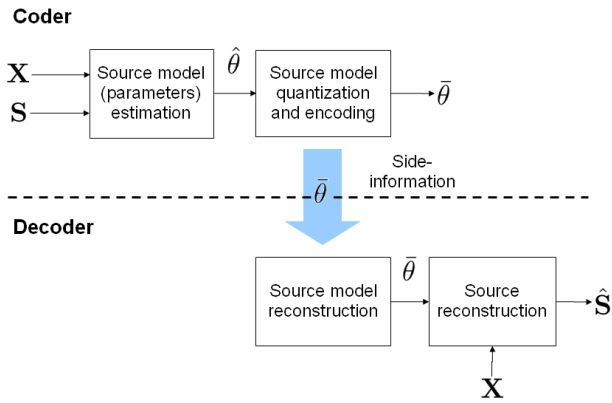 Coder
X
S
Source model
(parameters)
estimation
θ̂
Source model
quantization
and encoding
θ̄
Side-
information
θ̄
Decoder
Source model
reconstruction
θ̄
Source
reconstruction
Ŝ
X